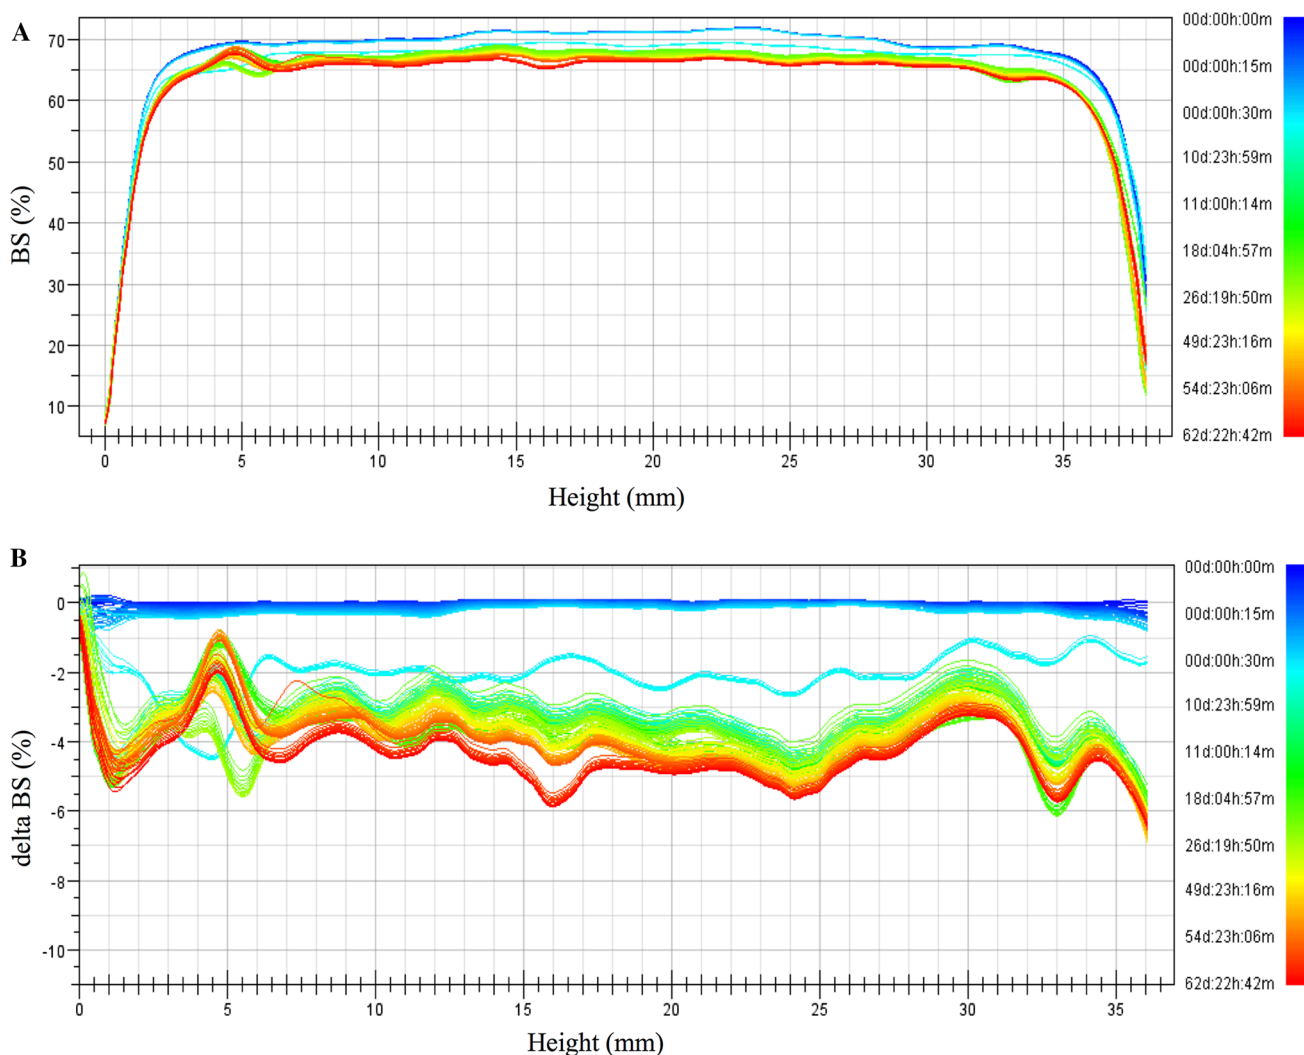 A
BS (%)
70
60
50
40
30
20
10
0 5 10 15 20 25 30 35
Height (mm)
00d:00h:00m
00d:00h:15m
00d:00h:30m
10d:23h:59m
11d:00h:14m
18d:04h:57m
26d:19h:50m
49d:23h:16m
54d:23h:06m
62d:22h:42m
B
delta BS (%)
0
-2
-4
-6
-8
-10
0 5 10 15 20 25 30 35
Height (mm)
00d:00h:00m
00d:00h:15m
00d:00h:30m
10d:23h:59m
11d:00h:14m
18d:04h:57m
26d:19h:50m
49d:23h:16m
54d:23h:06m
62d:22h:42m